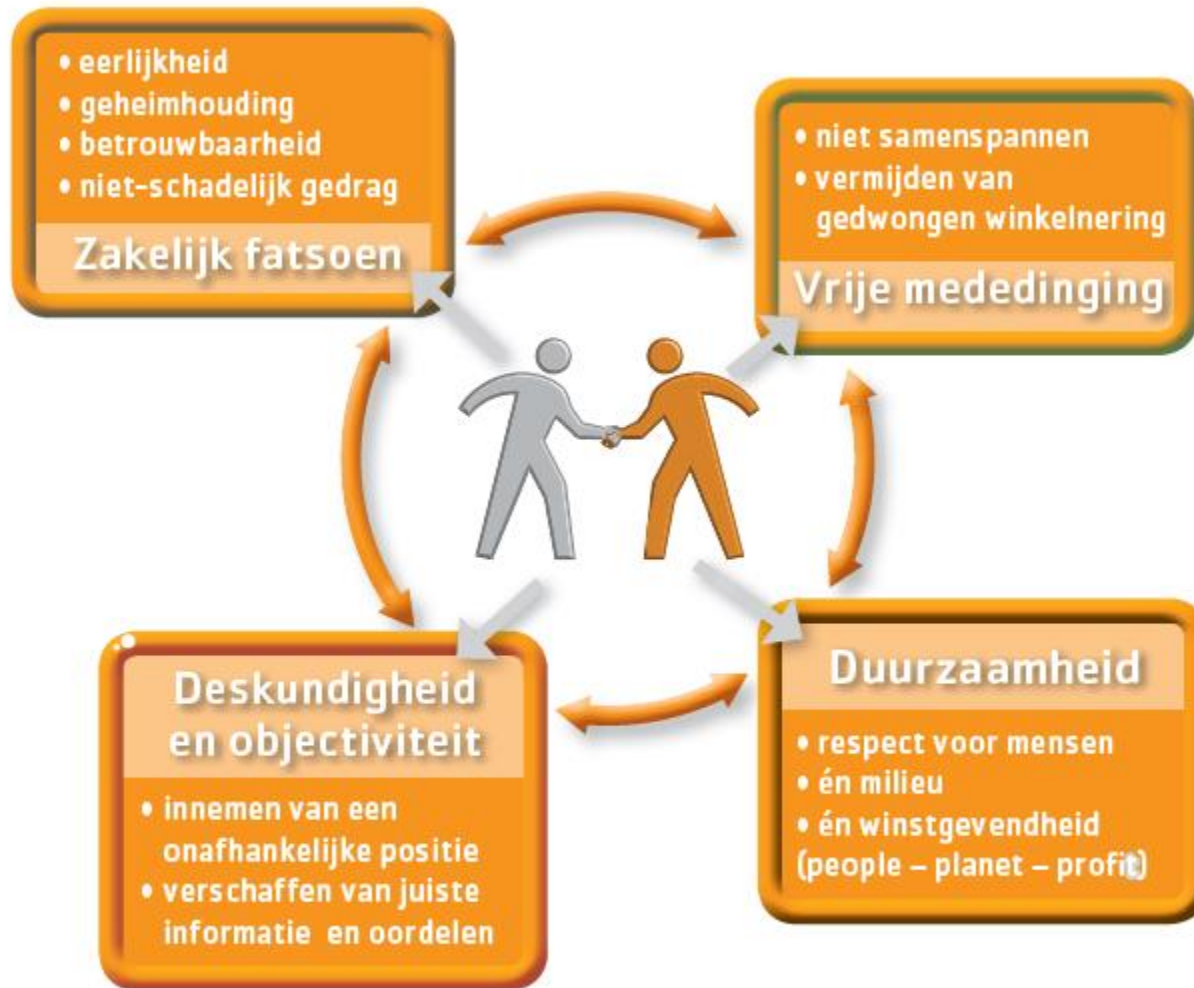 • eerlijkheid
• geheimhouding
• betrouwbaarheid
• niet-schadelijk gedrag
Zakelijk fatsoen
• niet samenspannen
• vermijden van
gedwongen winkelnering
Vrije mededinging
Deskundigheid
en objectiviteit
• innemen van een
onafhankelijke positie
• verschaffen van juiste
informatie en oordelen
Duurzaamheid
• respect voor mensen
• én milieu
• én winstgevendheid
(people – planet – profit)